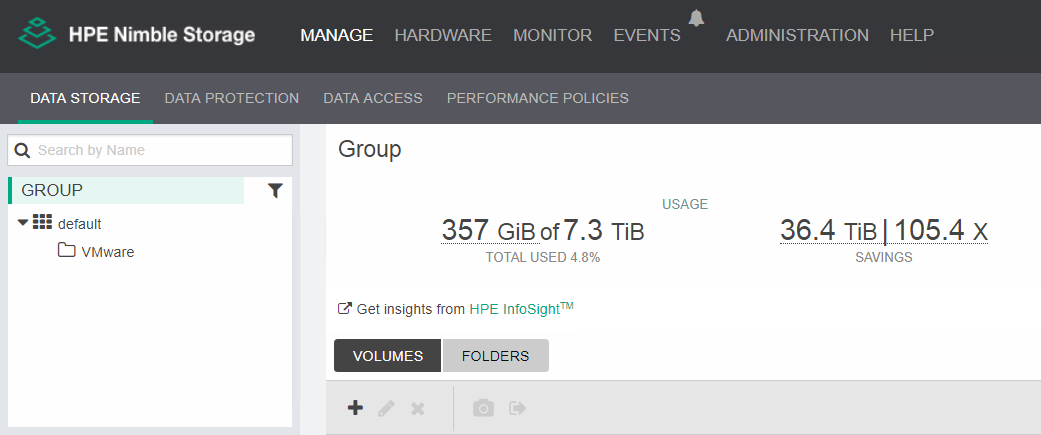 HPE Nimble Storage MANAGE HARDWARE MONITOR EVENTS ADMINISTRATION HELP
DATA STORAGE DATA PROTECTION DATA ACCESS PERFORMANCE POLICIES
Search by Name
GROUP
default
VMware
Group
USAGE
357 GiB of 7.3 TiB
TOTAL USED 4.8%
36.4 TiB | 105.4 X
SAVINGS
Get insights from HPE InfoSight™
VOLUMES FOLDERS